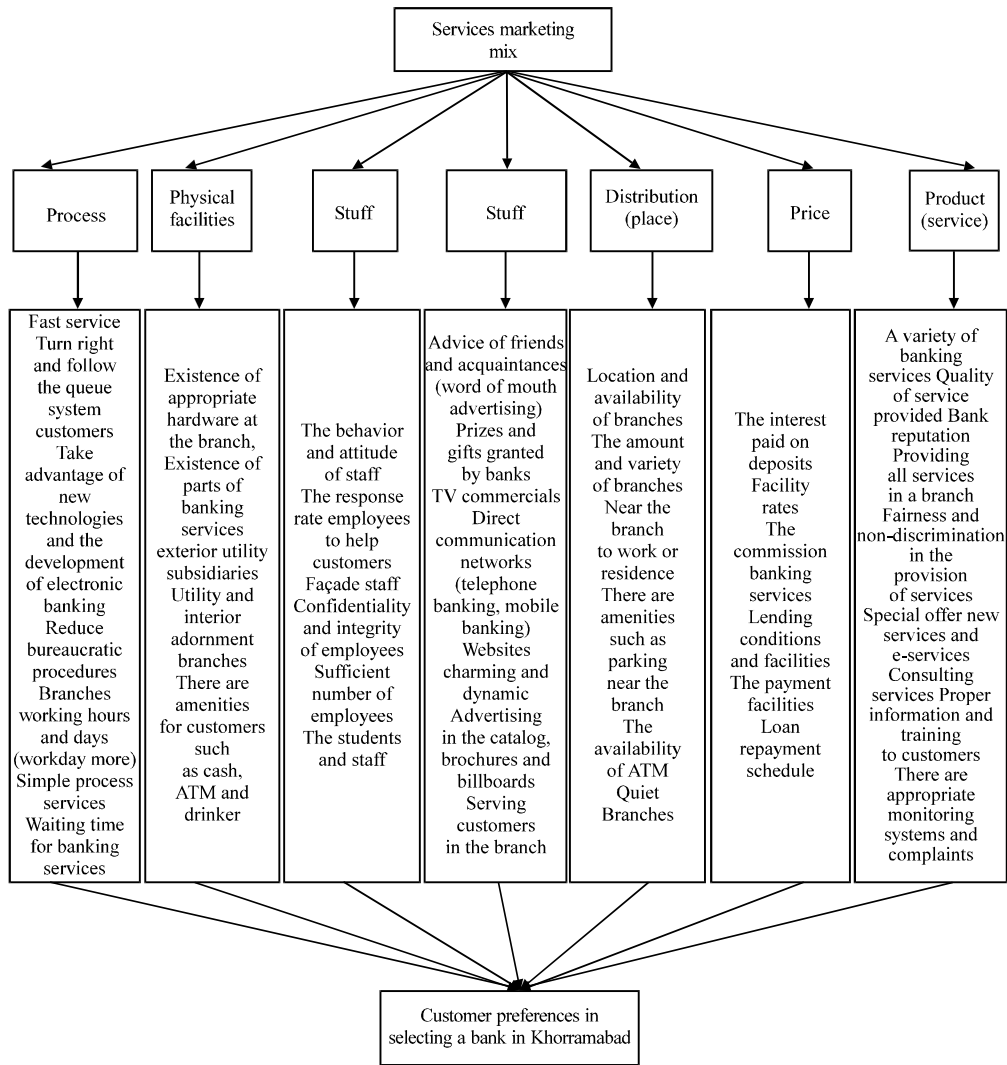 Services marketing
mix
Process
Physical
facilities
Stuff
Stuff
Distribution
(place)
Price
Product
(service)
Fast service
Turn right
and follow
the queue
system
customers
Take
advantage of
new
technologies
and the
development
of electronic
banking
Reduce
bureaucratic
procedures
Branches
working hours
and days
(workday more)
Simple process
services
Waiting time
for banking
services
Existence of
appropriate
hardware at
the branch,
Existence of
parts of
banking
services
exterior utility
subsidiaries
Utility and
interior
adornment
branches
There are
amenities
for customers
such
as cash,
ATM and
drinker
The behavior
and attitude
of staff
The response
rate employees
to help
customers
Façade staff
Confidentiality
and integrity
of employees
Sufficient
number of
employees
The students
and staff
Advice of friends
and acquaintances
(word of mouth
advertising)
Prizes and
gifts granted
by banks
TV commercials
Direct
communication
networks
(telephone
banking, mobile
banking)
Websites
charming and
dynamic
Advertising
in the catalog,
brochures and
billboards
Serving
customers
in the branch
Location and
availability
of branches
The amount
and variety
of branches
Near the
branch
to work or
residence
There are
amenities
such as
parking
near the
branch
The
availability
of ATM
Quiet
Branches
The interest
paid on
deposits
Facility
rates
The
commission
banking
services
Lending
conditions
and facilities
The payment
facilities
Loan
repayment
schedule
A variety of
banking
services Quality
of service
provided Bank
reputation
Providing
all services
in a branch
Fairness and
non-discrimination
in the
provision
of services
Special offer new
services and
e-services
Consulting
services Proper
information and
training
to customers
There are
appropriate
monitoring
systems and
complaints
Customer preferences in
selecting a bank in Khorramabad